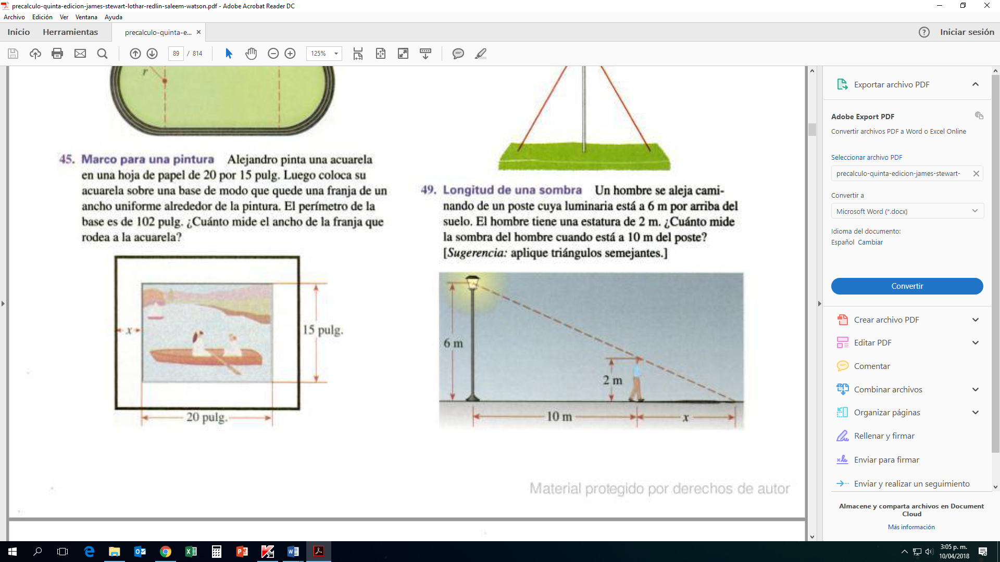 precalculo-quinta-edicion-james-stewart-lothar-redlin-saleem-watson.pdf - Adobe Acrobat Reader DC
Archivo Edición Ver Ventana Ayuda
Inicio Herramientas precalculo-quinta-e... × ? Iniciar sesión
89 / 814 125%
r
45. Marco para una pintura Alejandro pinta una acuarela
en una hoja de papel de 20 por 15 pulg. Luego coloca su
acuarela sobre una base de modo que quede una franja de un
ancho uniforme alrededor de la pintura. El perímetro de la
base es de 102 pulg. ¿Cuánto mide el ancho de la franja que
rodea a la acuarela?
x
15 pulg.
20 pulg.
49. Longitud de una sombra Un hombre se aleja cami-
nando de un poste cuya luminaria está a 6 m por arriba del
suelo. El hombre tiene una estatura de 2 m. ¿Cuánto mide
la sombra del hombre cuando está a 10 m del poste?
[Sugerencia: aplique triángulos semejantes.]
6 m
2 m
10 m
x
Material protegido por derechos de autor
Exportar archivo PDF
Adobe Export PDF
Convertir archivos PDF a Word o Excel Online
Seleccionar archivo PDF
precalculo-quinta-edicion-james-stewart-
Convertir a
Microsoft Word (*.docx)
Idioma del documento:
Español Cambiar
Convertir
Crear archivo PDF
Editar PDF
Comentar
Combinar archivos
Organizar páginas
Rellenar y firmar
Enviar para firmar
Enviar y realizar un seguimiento
Almacene y comparta archivos en Document
Cloud
Más información
3:05 p. m.
10/04/2018